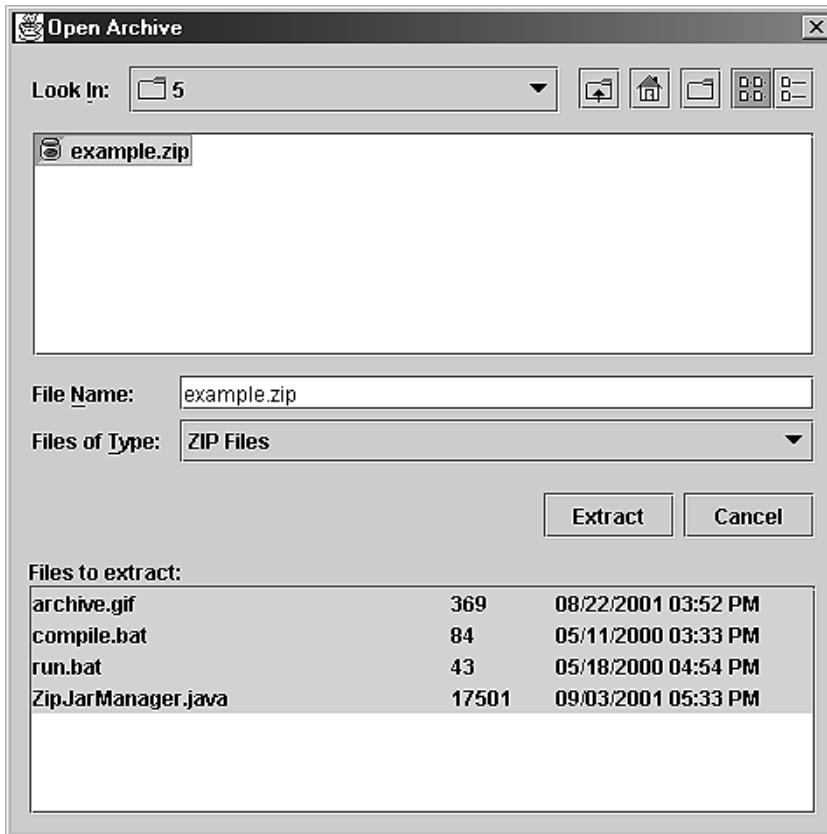 Open Archive
Look In: 5
example.zip
File Name: example.zip
Files of Type: ZIP Files
Extract Cancel
Files to extract:
archive.gif 369 08/22/2001 03:52 PM
compile.bat 84 05/11/2000 03:33 PM
run.bat 43 05/18/2000 04:54 PM
ZipJarManager.java 17501 09/03/2001 05:33 PM